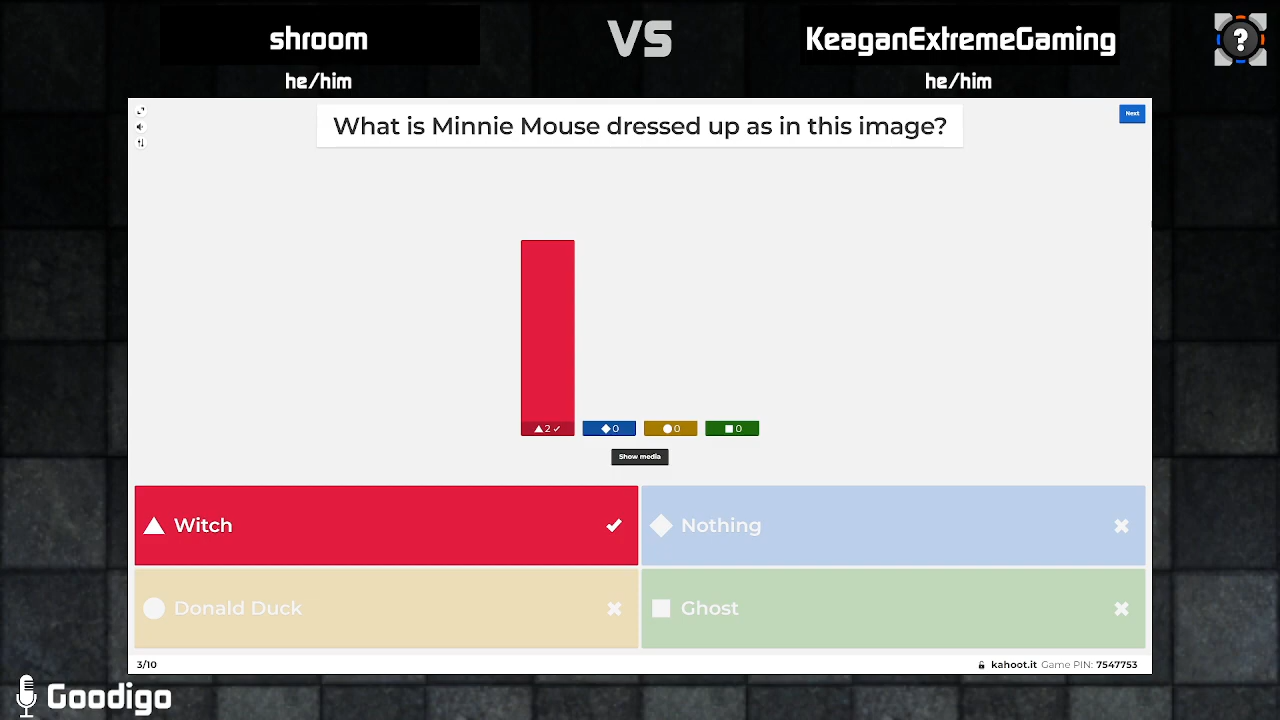 shroom
VS
KeaganExtremeGaming
?
he/him
he/him
What is Minnie Mouse dressed up as in this image?
Next
2
0
0
0
Show media
Witch
Nothing
Donald Duck
Ghost
3/10
kahoot.it Game PIN: 7547753
Goodigo